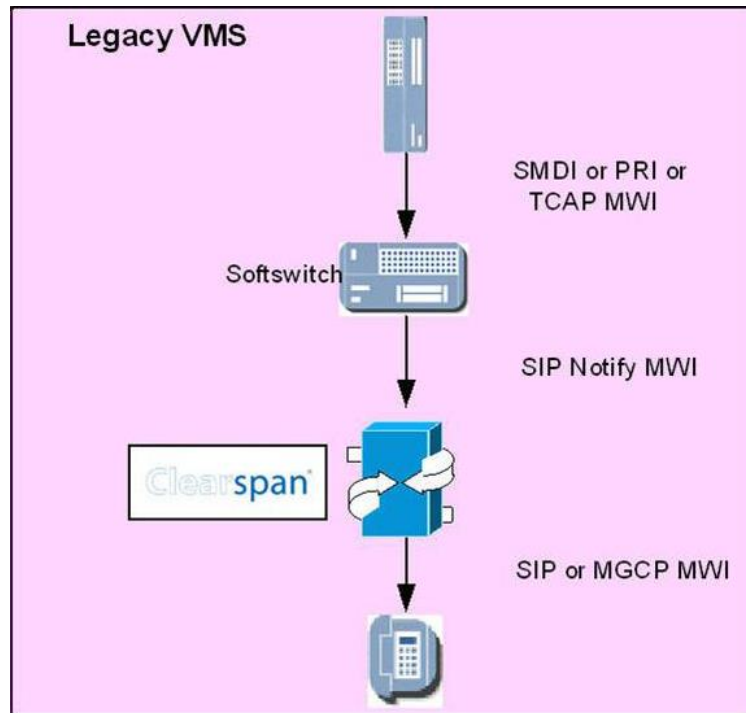 Legacy VMS
SMDI or PRI or
TCAP MWI
Softswitch
SIP Notify MWI
Clearspan
SIP or MGCP MWI